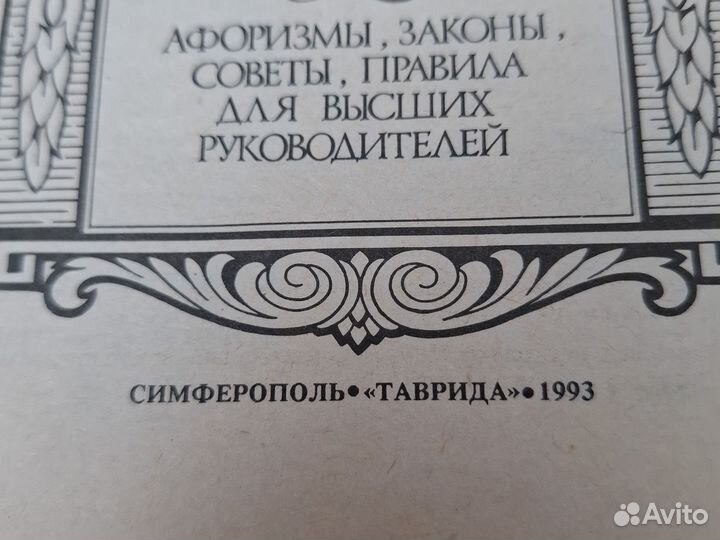 АФОРИЗМЫ, ЗАКОНЫ,
СОВЕТЫ, ПРАВИЛА
ДЛЯ ВЫСШИХ
РУКОВОДИТЕЛЕЙ
СИМФЕРОПОЛЬ•«ТАВРИДА»•1993
Avito